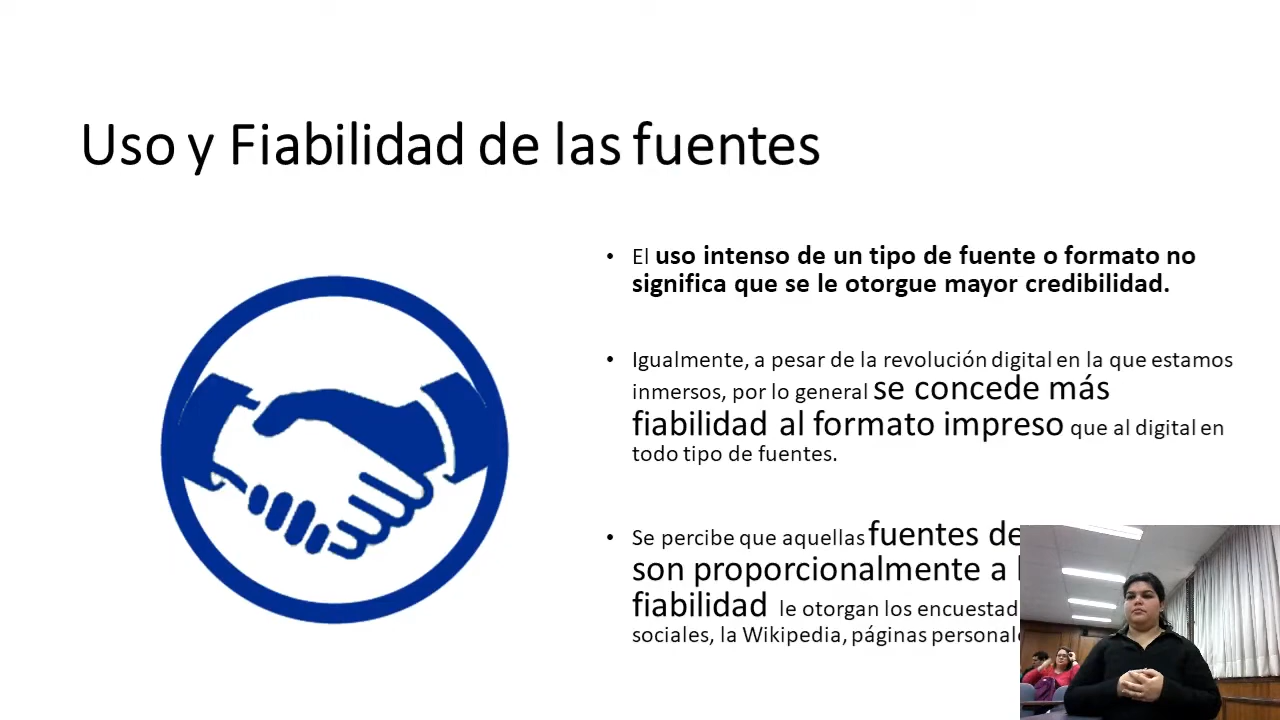 Uso y Fiabilidad de las fuentes
• El uso intenso de un tipo de fuente o formato no
significa que se le otorgue mayor credibilidad.
• Igualmente, a pesar de la revolución digital en la que estamos
inmersos, por lo general se concede más
fiabilidad al formato impreso que al digital en
todo tipo de fuentes.
• Se percibe que aquellas fuentes
son proporcionalmente a
fiabilidad le otorgan los
sociales, la Wikipedia, páginas